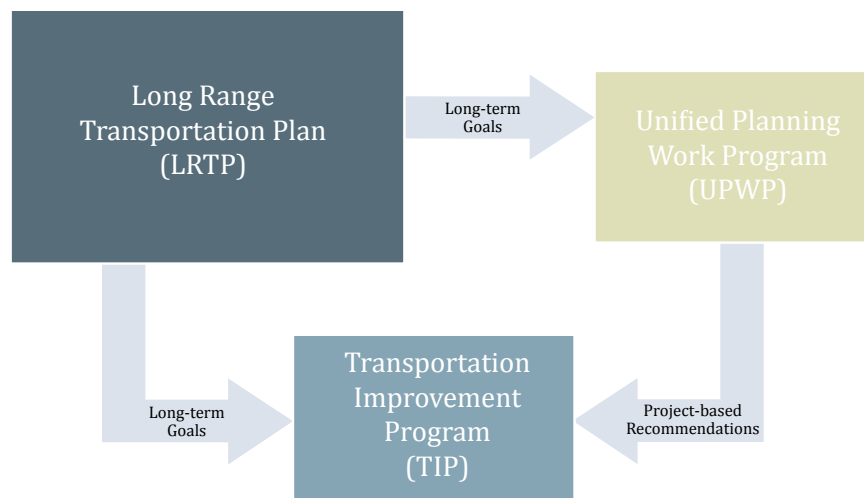 Long Range
Transportation Plan
(LRTP)
Long-term
Goals
Unified Planning
Work Program
(UPWP)
Long-term
Goals
Transportation
Improvement
Program
(TIP)
Project-based
Recommendations